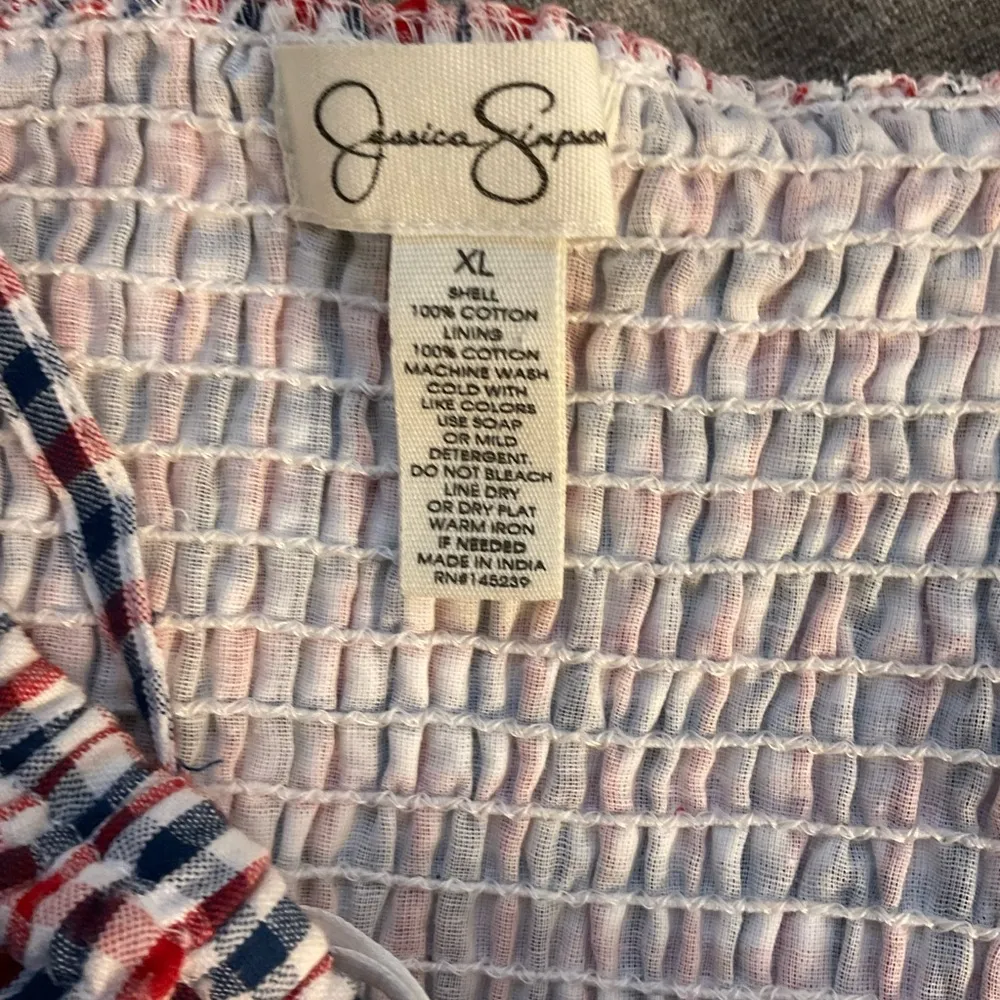 Jessica Simpson
XL
SHELL
100% COTTON
LINING
100% COTTON
MACHINE WASH
COLD WITH
LIKE COLORS
USE SOAP
OR MILD
DETERGENT.
DO NOT BLEACH
LINE DRY
OR DRY FLAT
WARM IRON
IF NEEDED
MADE IN INDIA
RN#145239